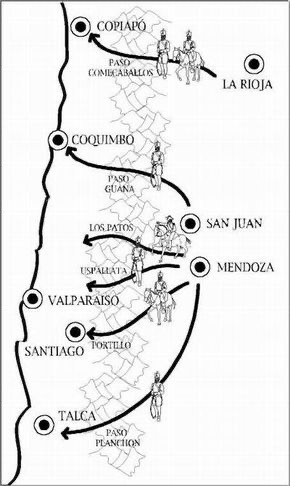 COPIAPÓ
PASO
COMECABALLOS
LA RIOJA
COQUIMBO
PASO
GUANA
LOS PATOS
SAN JUAN
USPALLATA
MENDOZA
VALPARAISO
SANTIAGO
PORTILLO
TALCA
PASO
PLANCHON